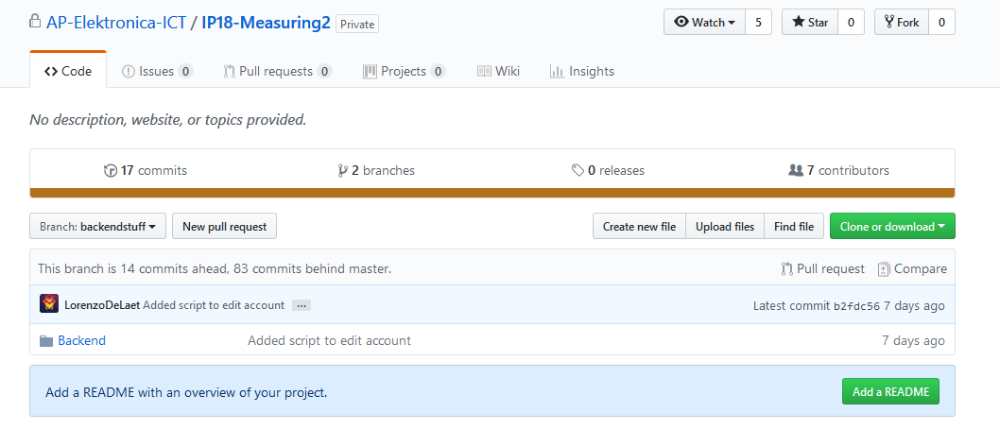 AP-Elektronica-ICT / IP18-Measuring2 Private Watch 5 Star 0 Fork 0
Code Issues 0 Pull requests 0 Projects 0 Wiki Insights
No description, website, or topics provided.
17 commits 2 branches 0 releases 7 contributors
Branch: backendstuff New pull request Create new file Upload files Find file Clone or download
This branch is 14 commits ahead, 83 commits behind master. Pull request Compare
LorenzoDeLaet Added script to edit account ... Latest commit b2fdc56 7 days ago
Backend Added script to edit account 7 days ago
Add a README with an overview of your project. Add a README